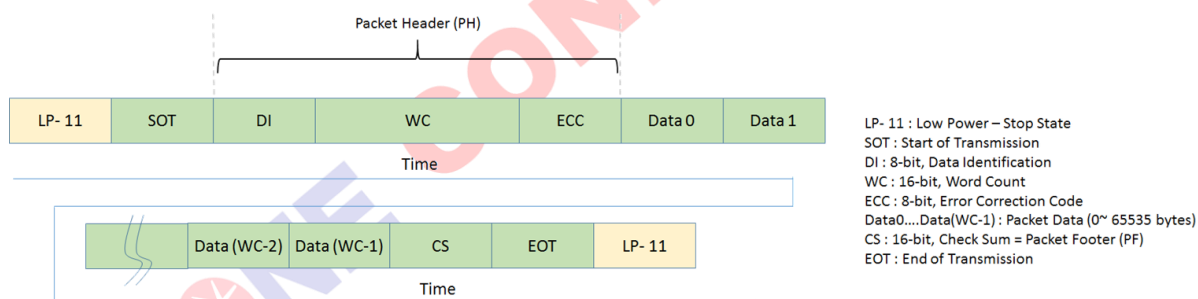 Packet Header (PH)
LP- 11 SOT DI WC ECC Data 0 Data 1
Time
LP- 11 : Low Power – Stop State
SOT : Start of Transmission
DI : 8-bit, Data Identification
WC : 16-bit, Word Count
ECC : 8-bit, Error Correction Code
Data0....Data(WC-1) : Packet Data (0~ 65535 bytes)
CS : 16-bit, Check Sum = Packet Footer (PF)
EOT : End of Transmission
Data (WC-2) Data (WC-1) CS EOT LP- 11
Time